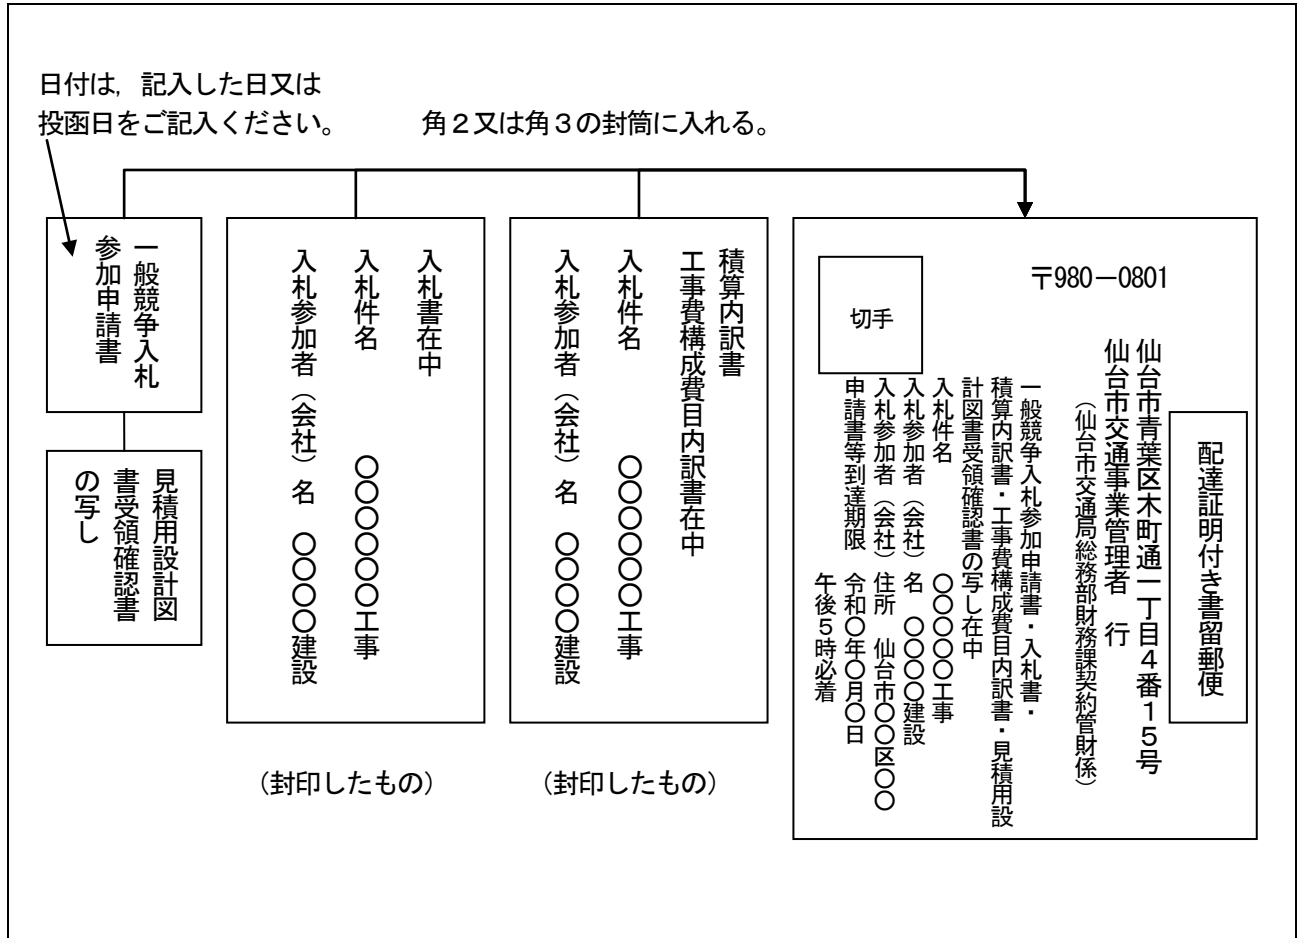 日付は，記入した日又は
投函日をご記入ください。
角２又は角３の封筒に入れる。
一般競争入札
参加申請書
見積用設計図
書受領確認書
の写し
入札書在中
入札件名　〇〇〇〇〇〇工事
入札参加者（会社）名　〇〇〇〇建設
（封印したもの）
積算内訳書
工事費構成費目内訳書在中
入札件名　〇〇〇〇〇〇工事
入札参加者（会社）名　〇〇〇〇建設
（封印したもの）
配達証明付き書留郵便
〒980－0801
仙台市青葉区木町通一丁目４番１５号
仙台市交通事業管理者　行
（仙台市交通局総務部財務課契約管財係）
切手
一般競争入札参加申請書・入札書・
積算内訳書・工事費構成費目内訳書・見積用設
計図書受領確認書の写し在中
入札件名　〇〇〇〇〇工事
入札参加者（会社）名　〇〇〇〇建設
入札参加者（会社）住所　仙台市〇〇区〇〇
申請書等到達期限　令和〇年〇月〇日
午後５時必着